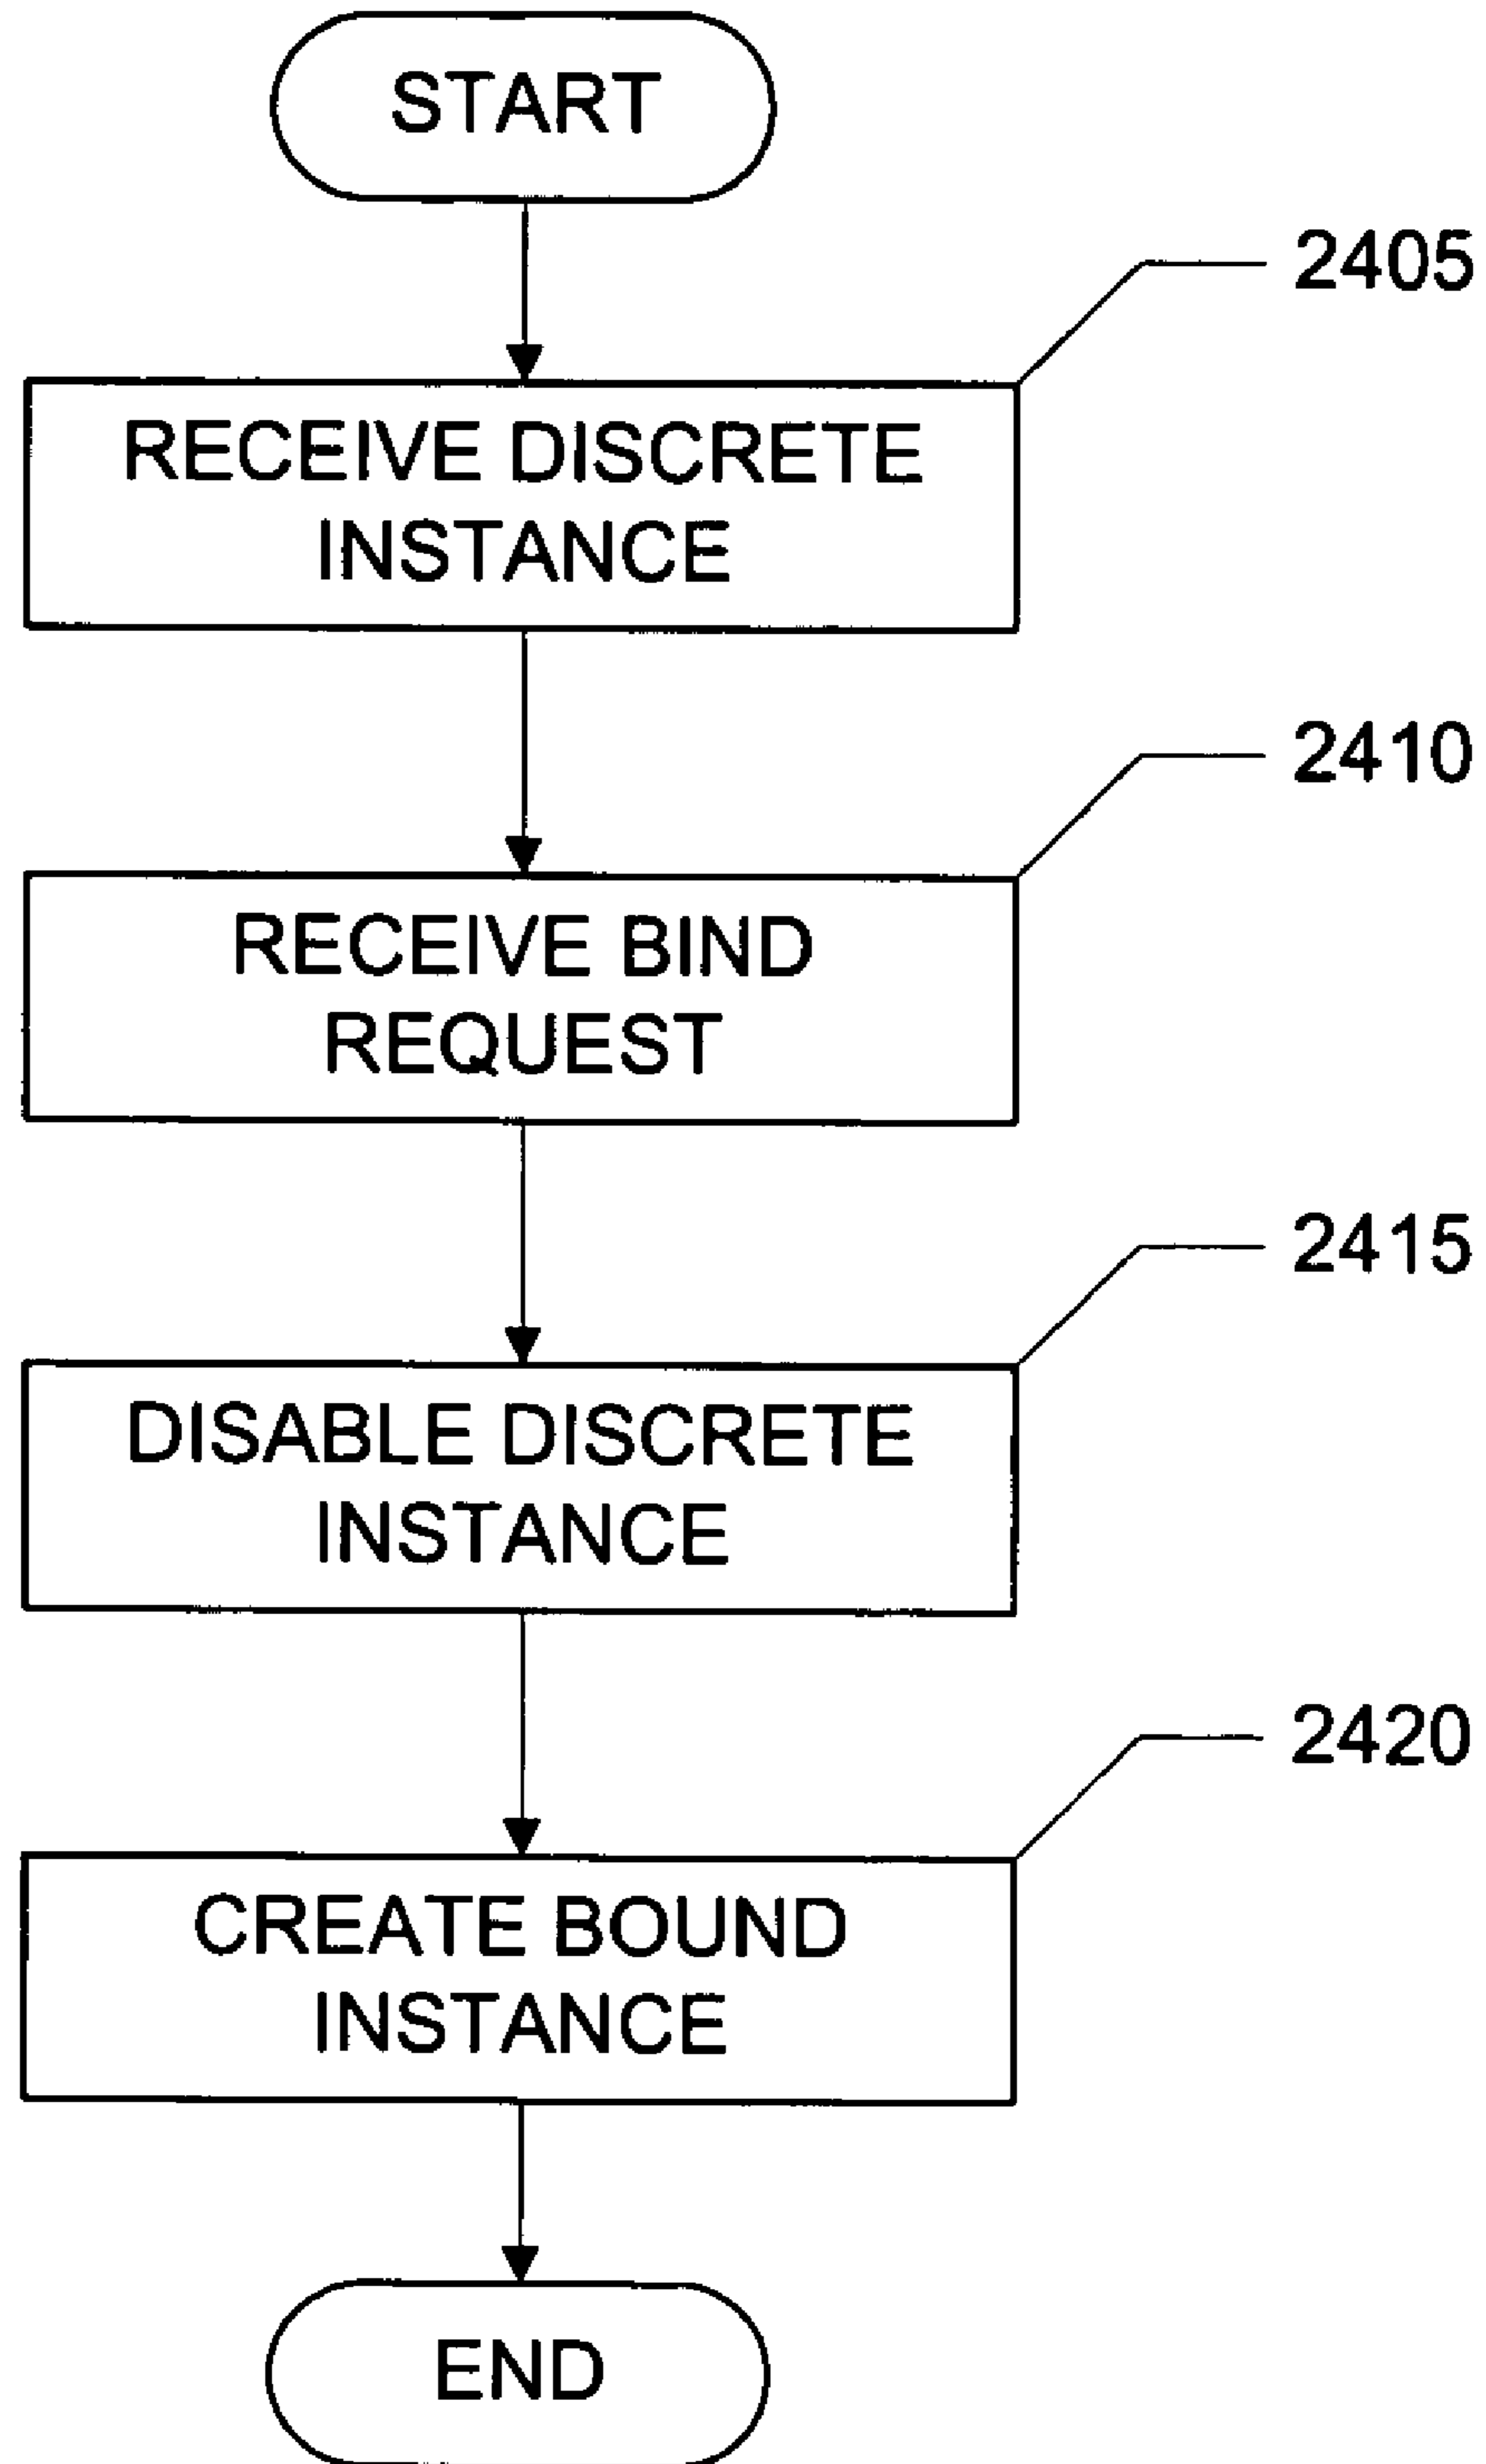 START
2405
RECEIVE DISCRETE
INSTANCE
2410
RECEIVE BIND
REQUEST
2415
DISABLE DISCRETE
INSTANCE
2420
CREATE BOUND
INSTANCE
END